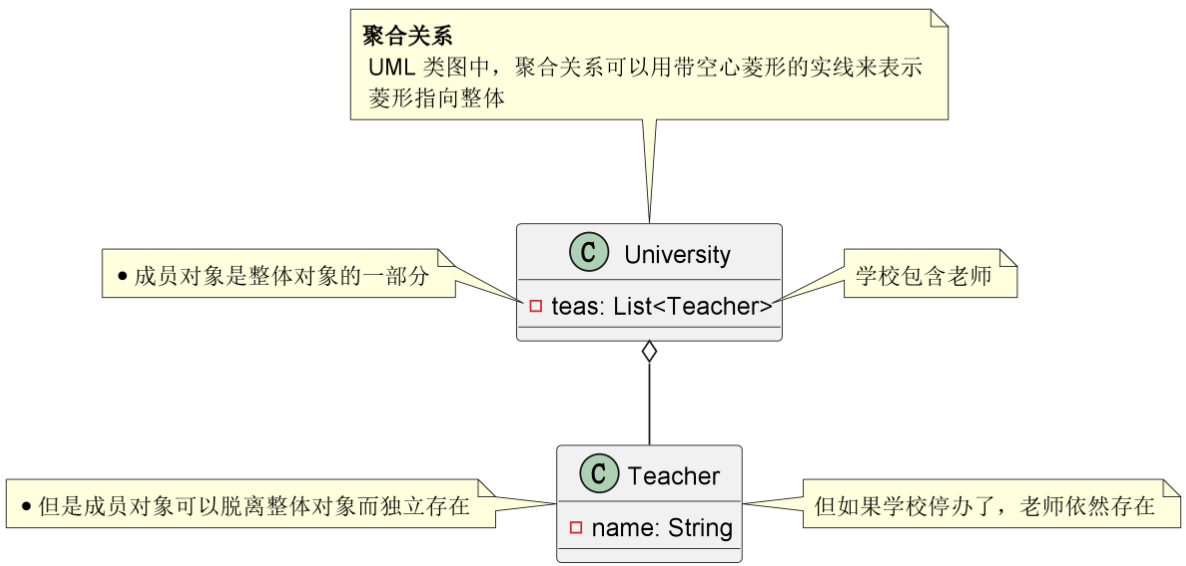 聚合关系
UML 类图中，聚合关系可以用带空心菱形的实线来表示
菱形指向整体
C University
● 成员对象是整体对象的一部分
teas: List<Teacher>
学校包含老师
C Teacher
● 但是成员对象可以脱离整体对象而独立存在
name: String
但如果学校停办了，老师依然存在